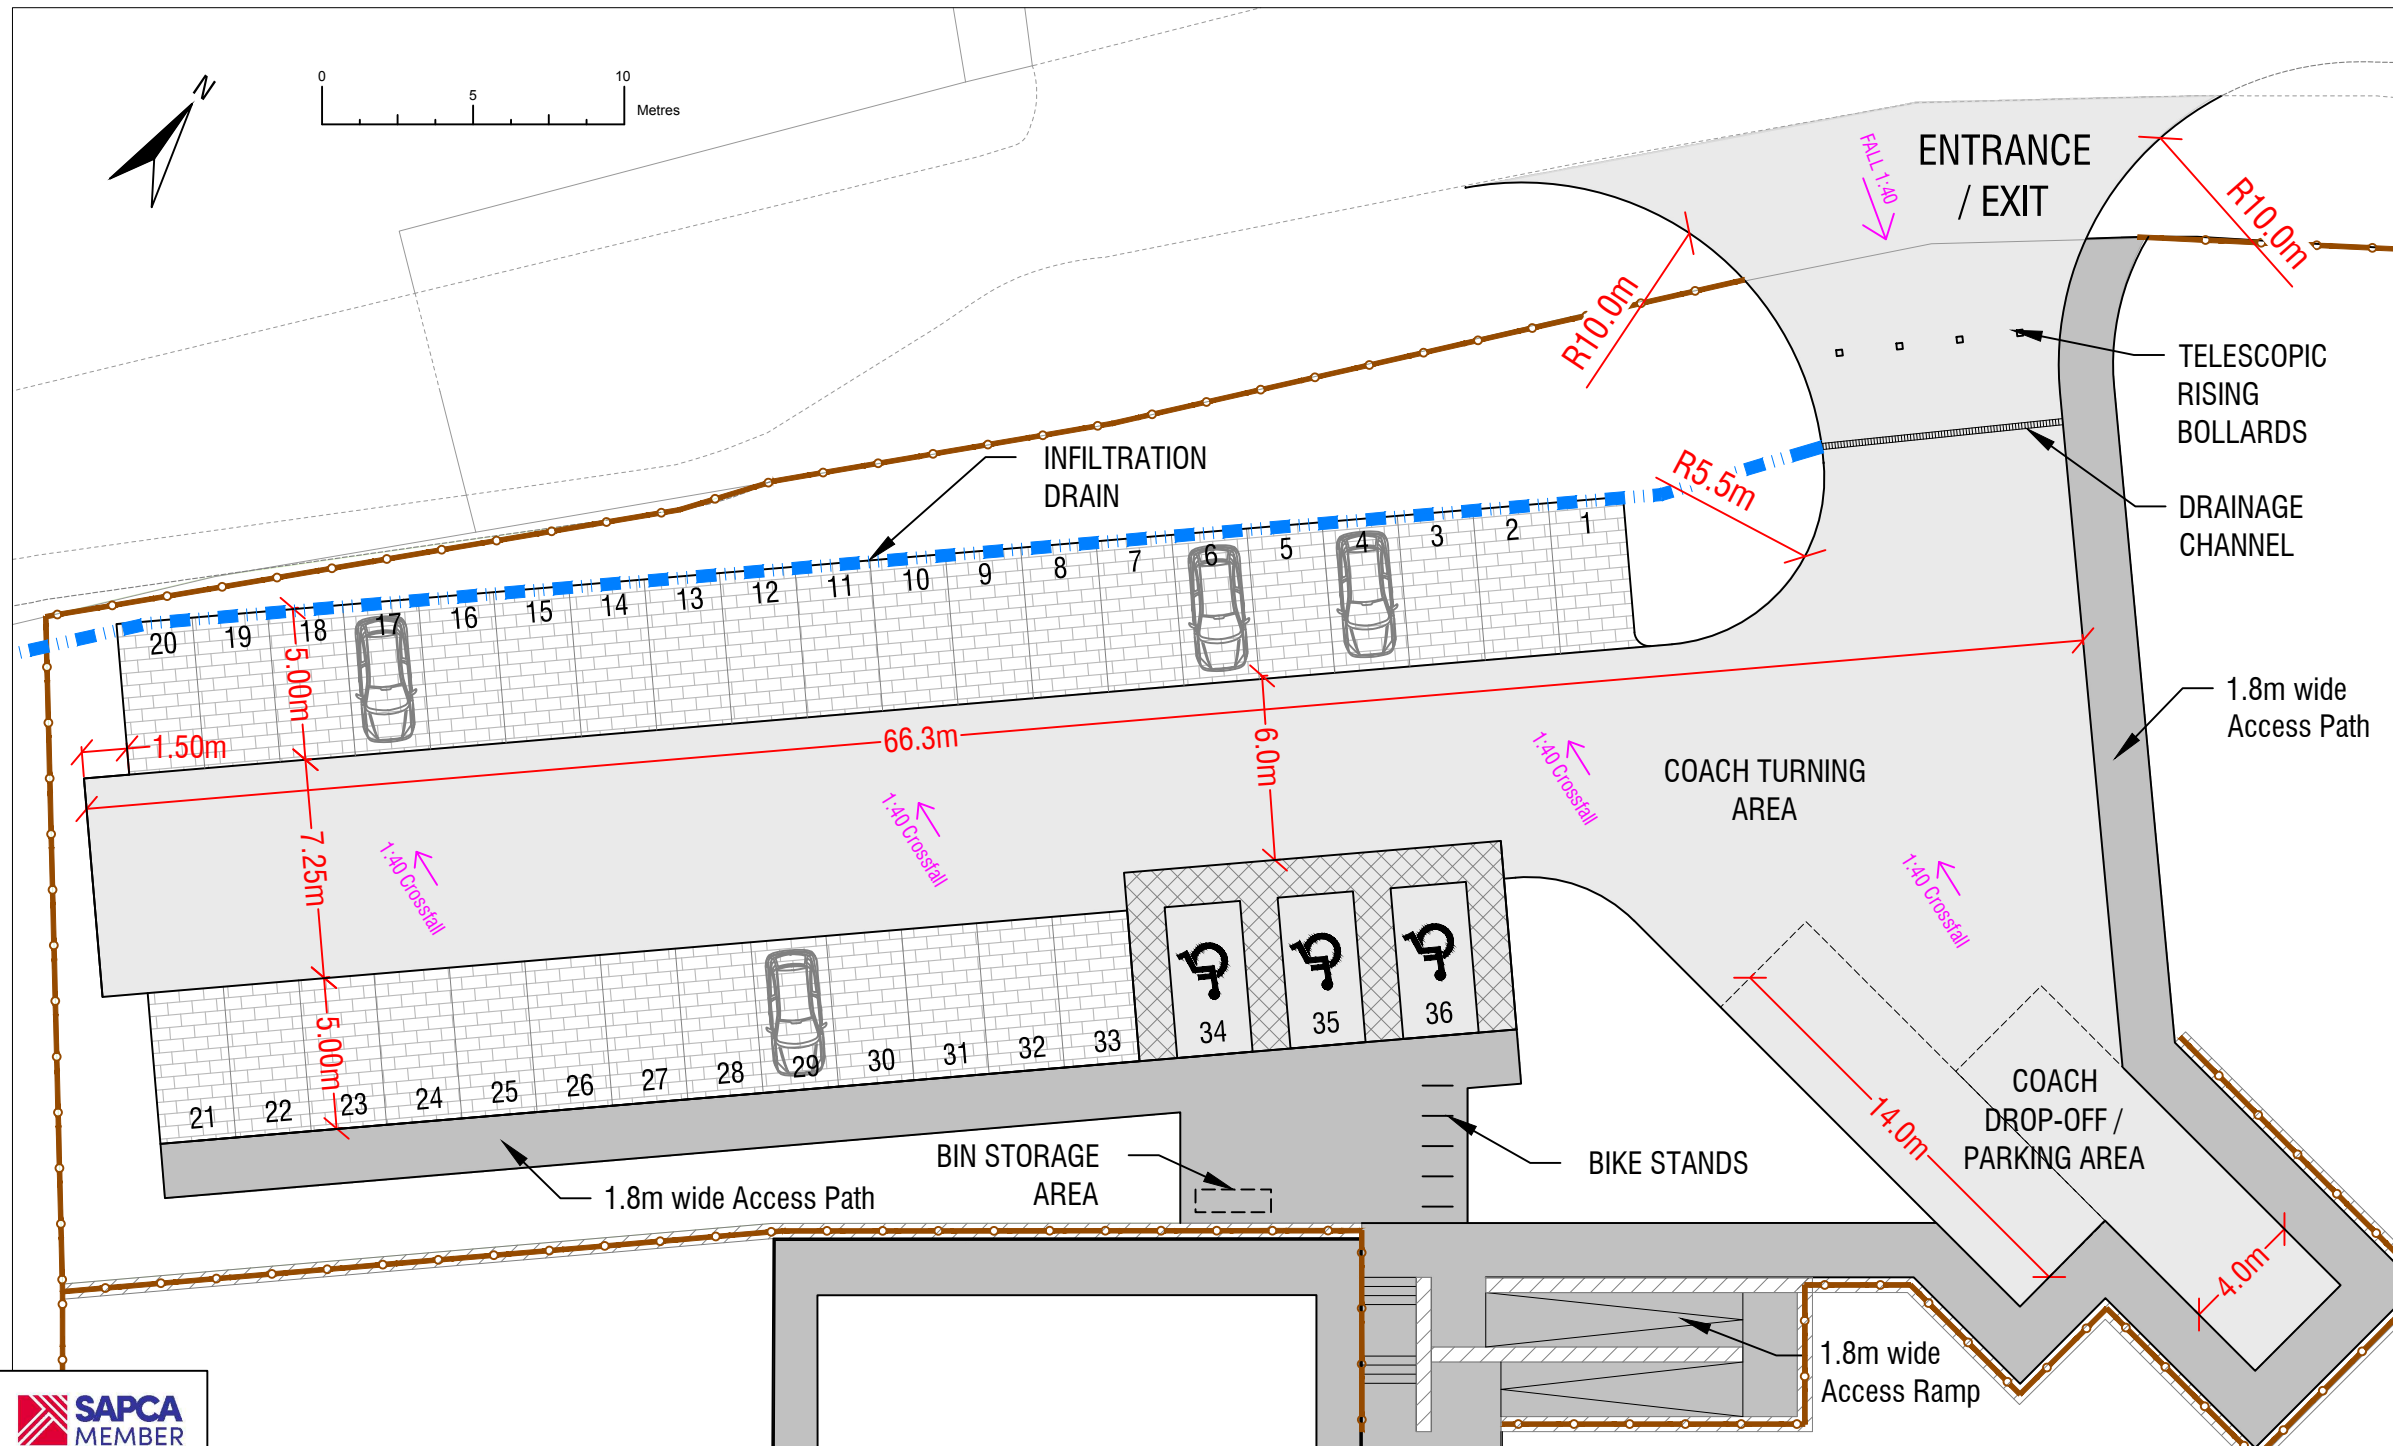 N
0
5
10
Metres
FALL 1:40
ENTRANCE
/ EXIT
R10.0m
R10.0m
TELESCOPIC
RISING
BOLLARDS
INFILTRATION
DRAIN
R5.5m
DRAINAGE
CHANNEL
20
19
18
17
16
15
14
13
12
11
10
9
8
7
6
5
4
3
2
1
5.00m
1.50m
66.3m
6.0m
7.25m
1:40 Crossfall
1:40 Crossfall
1:40 Crossfall
1:40 Crossfall
COACH TURNING
AREA
1.8m wide
Access Path
34
35
36
21
22
23
24
25
26
27
28
29
30
31
32
33
5.00m
14.0m
COACH
DROP-OFF /
PARKING AREA
BIN STORAGE
AREA
BIKE STANDS
1.8m wide Access Path
4.0m
1.8m wide
Access Ramp
SAPCA
MEMBER